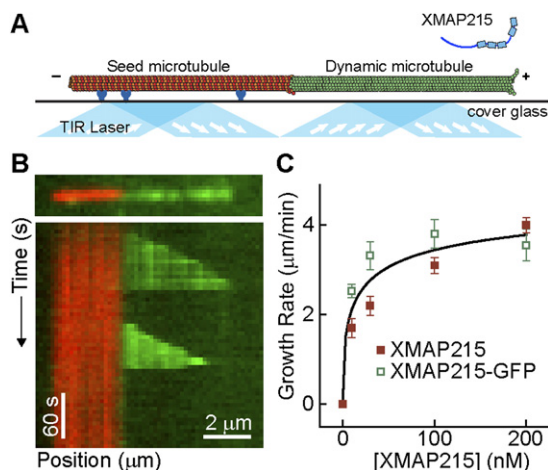 A
XMAP215
Seed microtubule
Dynamic microtubule
–
+
cover glass
TIR Laser
B
Time (s)
60 s
2 μm
Position (μm)
C
Growth Rate (μm/min)
4
2
0
XMAP215
XMAP215-GFP
0
100
200
[XMAP215] (nM)